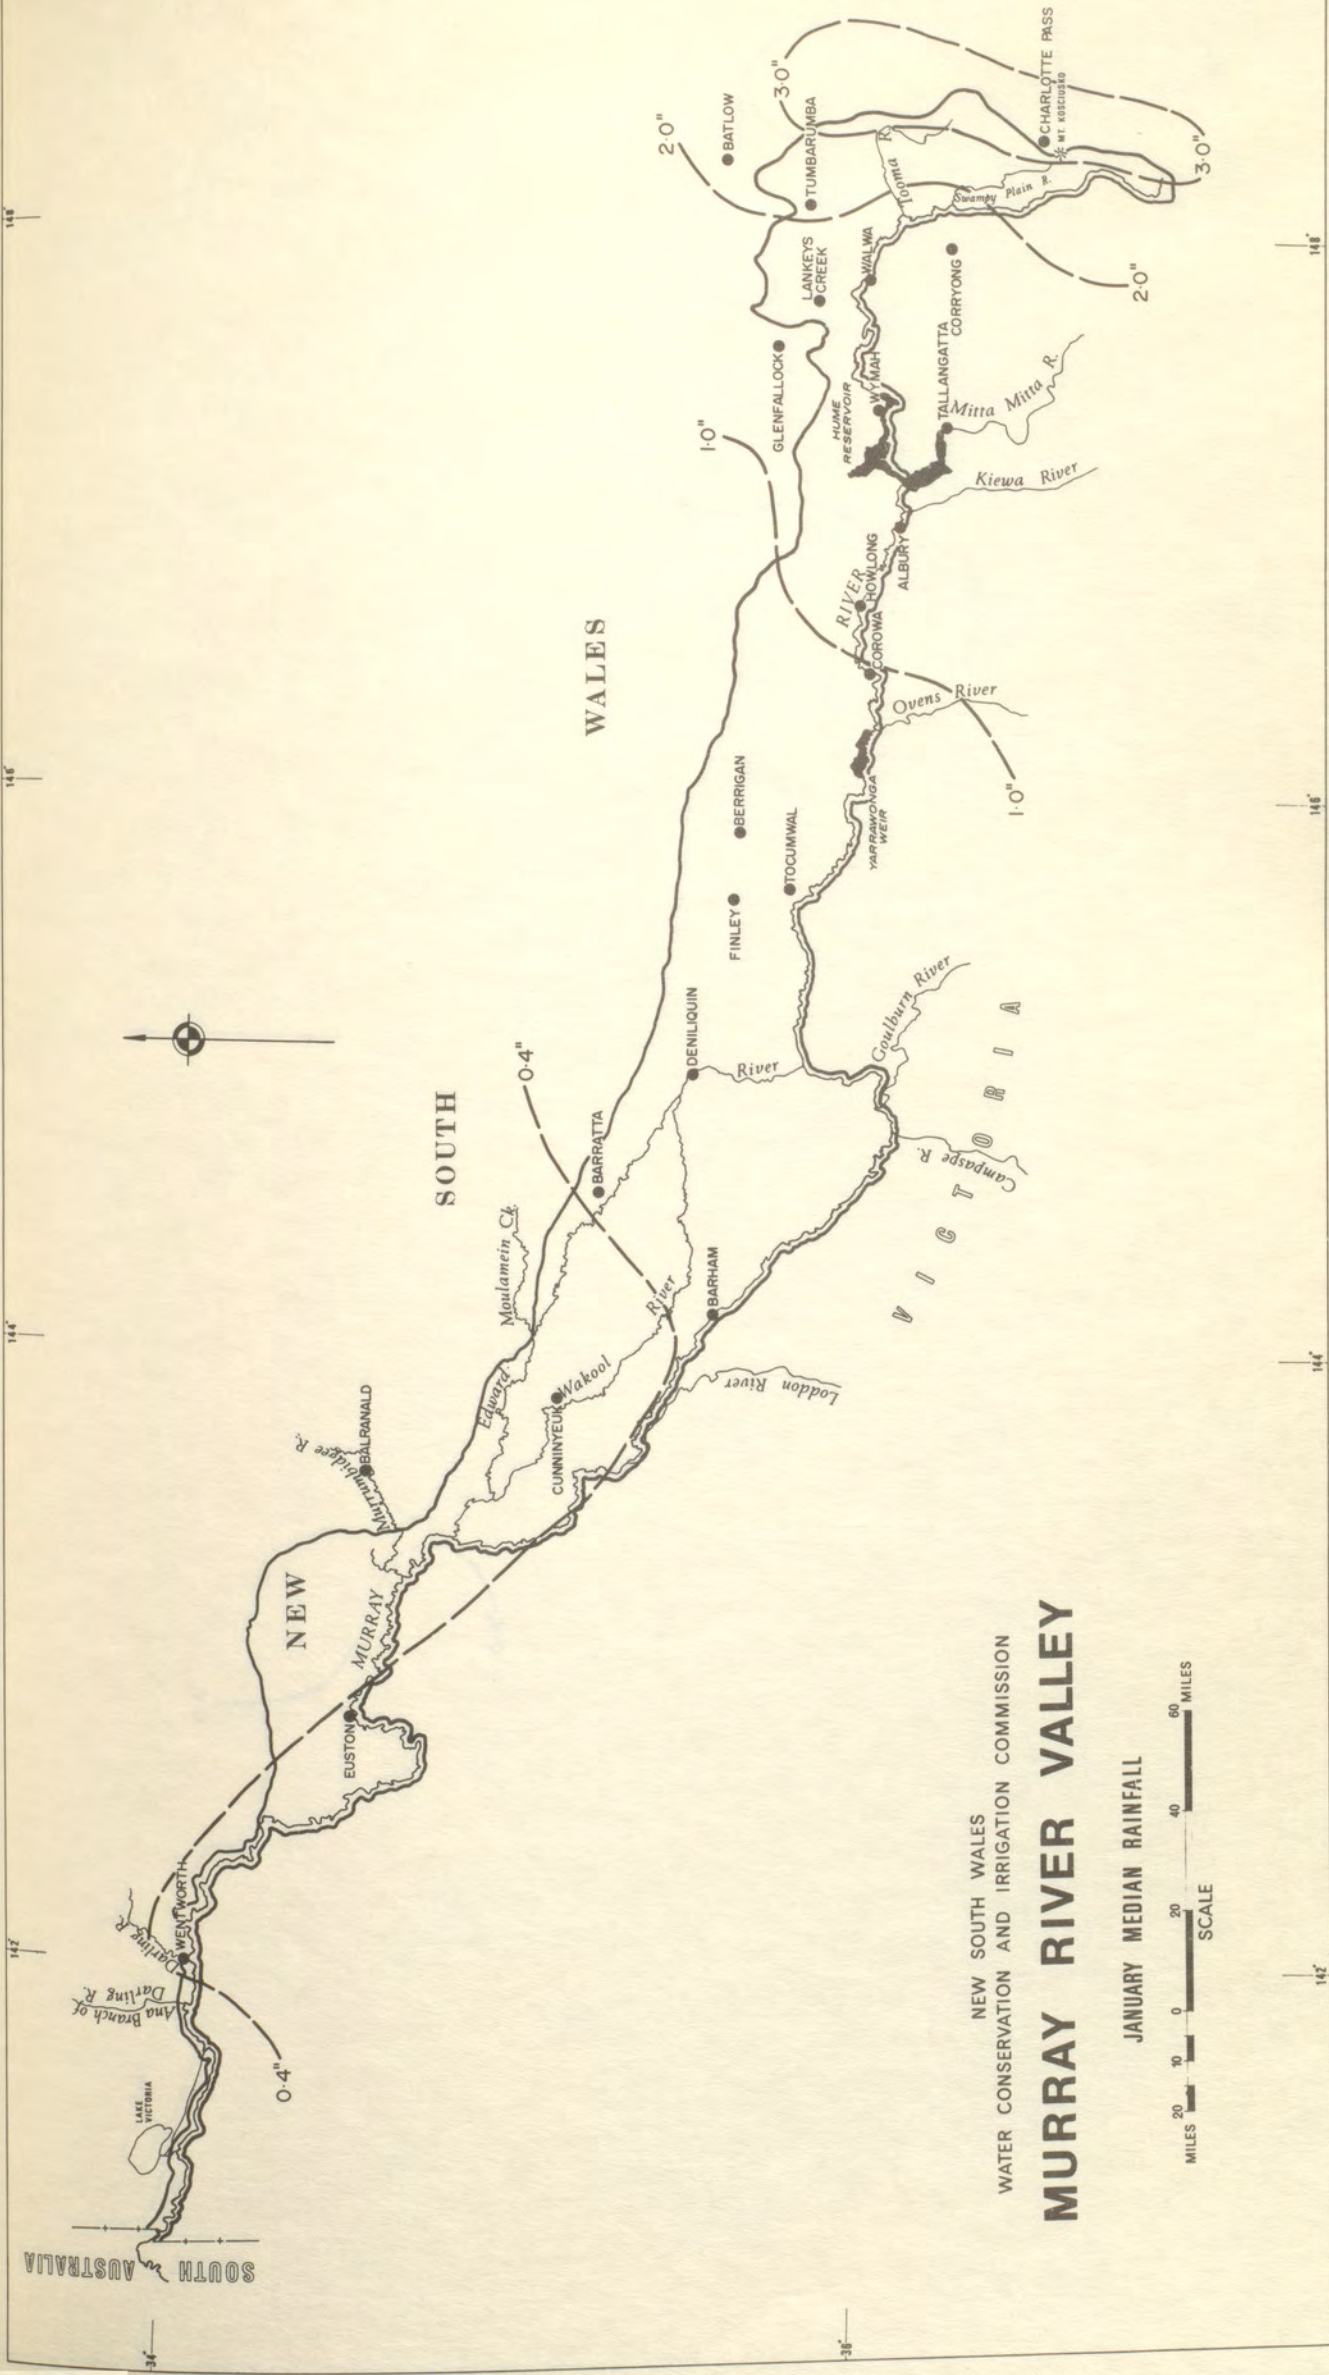 142°
144°
146°
148°
34°
36°
142°
144°
146°
148°
SOUTH AUSTRALIA
LAKE
VICTORIA
Ana Branch of
Darling R.
Darling R.
WENTWORTH
0·4"
NEW
SOUTH
WALES
EUSTON
MURRAY
Murrumbidgee R.
BALRANALD
Edward
Moulamein Ck.
CUNNINYEUK
Wakool
River
BARRATTA
0·4"
BARHAM
Loddon River
DENILIQUIN
River
Campaspe R.
Goulburn River
VICTORIA
FINLEY
BERRIGAN
TOCUMWAL
YARRAWONGA
WEIR
Ovens River
1·0"
COROWA
RIVER
HOWLONG
ALBURY
Kiewa River
1·0"
GLENFALLOCK
HUME
RESERVOIR
WYMAH
TALLANGATTA
Mitta Mitta R.
LANKEYS
CREEK
WALWA
CORRYONG
2·0"
BATLOW
TUMBARUMBA
Tooma R.
Swampy Plain R.
2·0"
3·0"
CHARLOTTE PASS
MT. KOSCIUSKO
3·0"
NEW SOUTH WALES
WATER CONSERVATION AND IRRIGATION COMMISSION
MURRAY RIVER VALLEY
JANUARY MEDIAN RAINFALL
MILES 20 10 0 20 40 60 MILES
SCALE